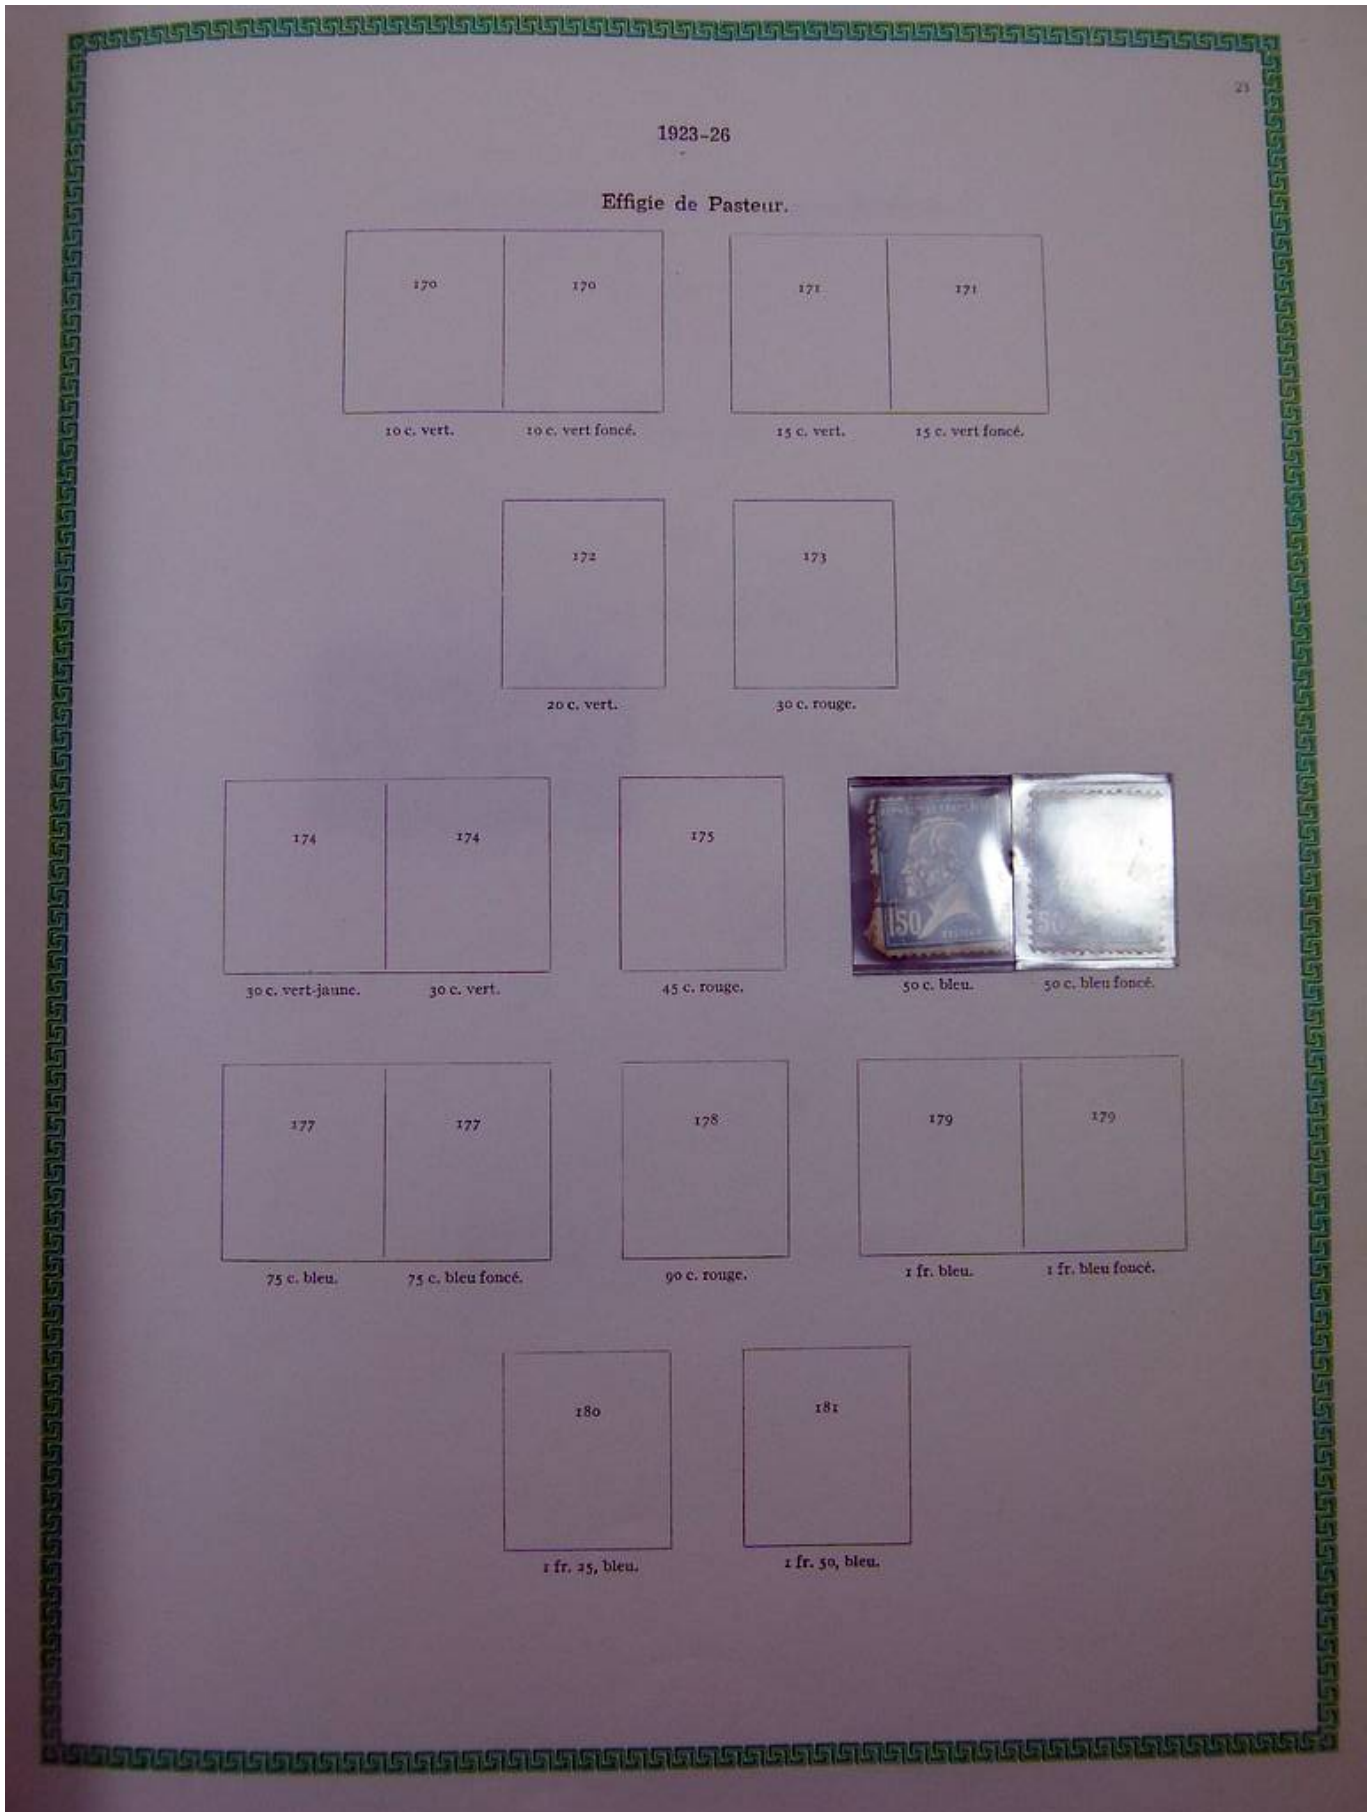 23
1923-26
Effigie de Pasteur.
170 170 171 171
10 c. vert. 10 c. vert foncé. 15 c. vert. 15 c. vert foncé.
172 173
20 c. vert. 30 c. rouge.
174 174 175
150 50
30 c. vert-jaune. 30 c. vert. 45 c. rouge. 50 c. bleu. 50 c. bleu foncé.
177 177 178 179 179
75 c. bleu. 75 c. bleu foncé. 90 c. rouge. 1 fr. bleu. 1 fr. bleu foncé.
180 181
1 fr. 25, bleu. 1 fr. 50, bleu.